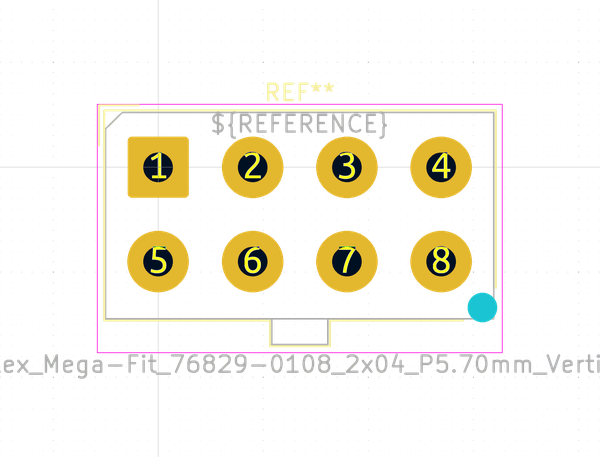 REF**
${REFERENCE}
1 2 3 4
5 6 7 8
ex_Mega-Fit_76829-0108_2x04_P5.70mm_Verti